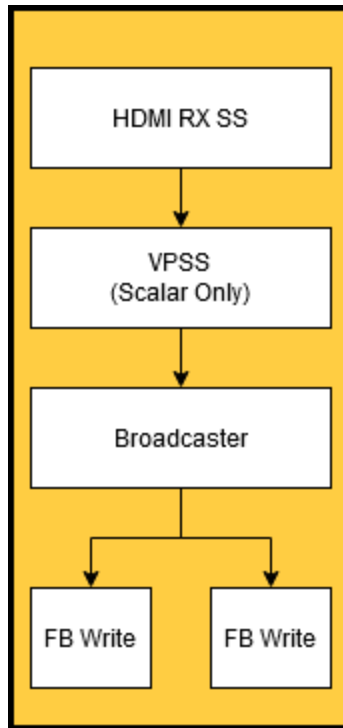 HDMI RX SS
VPSS
(Scalar Only)
Broadcaster
FB Write
FB Write